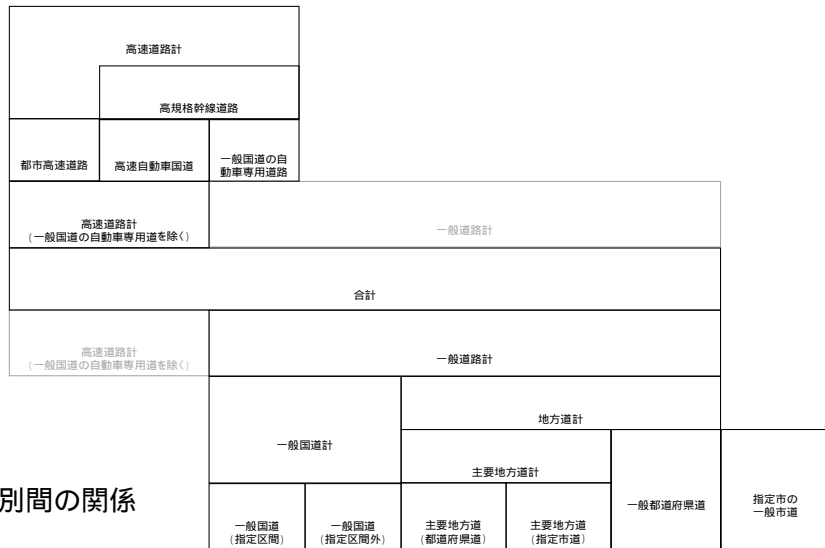 高速道路計
高規格幹線道路
都市高速道路
高速自動車国道
一般国道の自
動車専用道路
高速道路計
(一般国道の自動車専用道を除く)
一般道路計
合計
高速道路計
(一般国道の自動車専用道を除く)
一般道路計
一般国道計
地方道計
主要地方道計
一般都道府県道
指定市の
一般市道
別間の関係
一般国道
(指定区間)
一般国道
(指定区間外)
主要地方道
(都道府県道)
主要地方道
(指定市道)